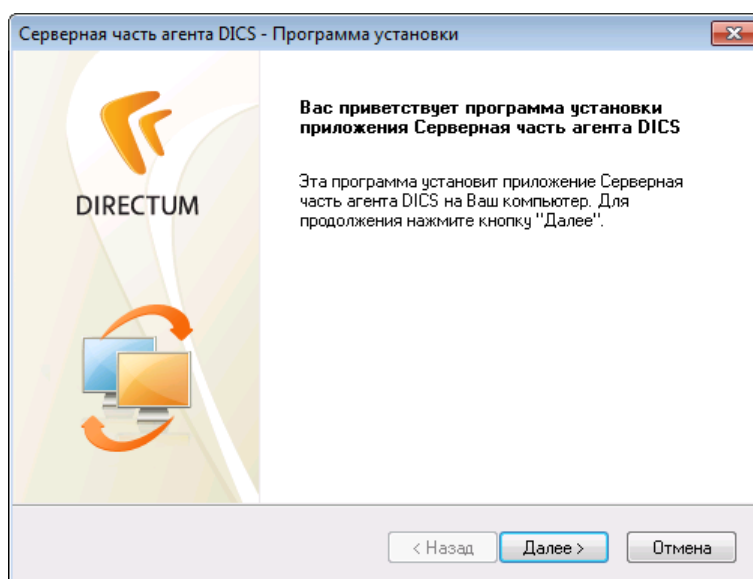 Серверная часть агента DICS - Программа установки
Вас приветствует программа установки
приложения Серверная часть агента DICS
Эта программа установит приложение Серверная
часть агента DICS на Ваш компьютер. Для
продолжения нажмите кнопку "Далее".
DIRECTUM
< Назад
Далее >
Отмена